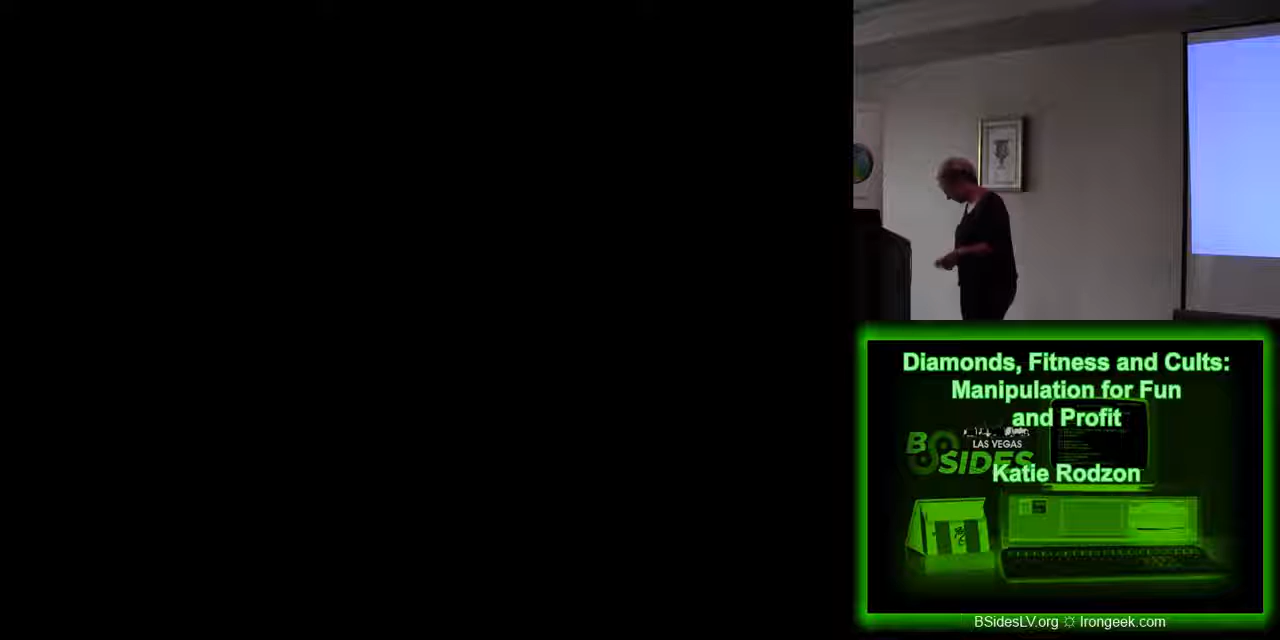 Diamonds, Fitness and Cults:
Manipulation for Fun
and Profit
LAS VEGAS
BSIDES
Katie Rodzon
BSidesLV.org ☼ Irongeek.com